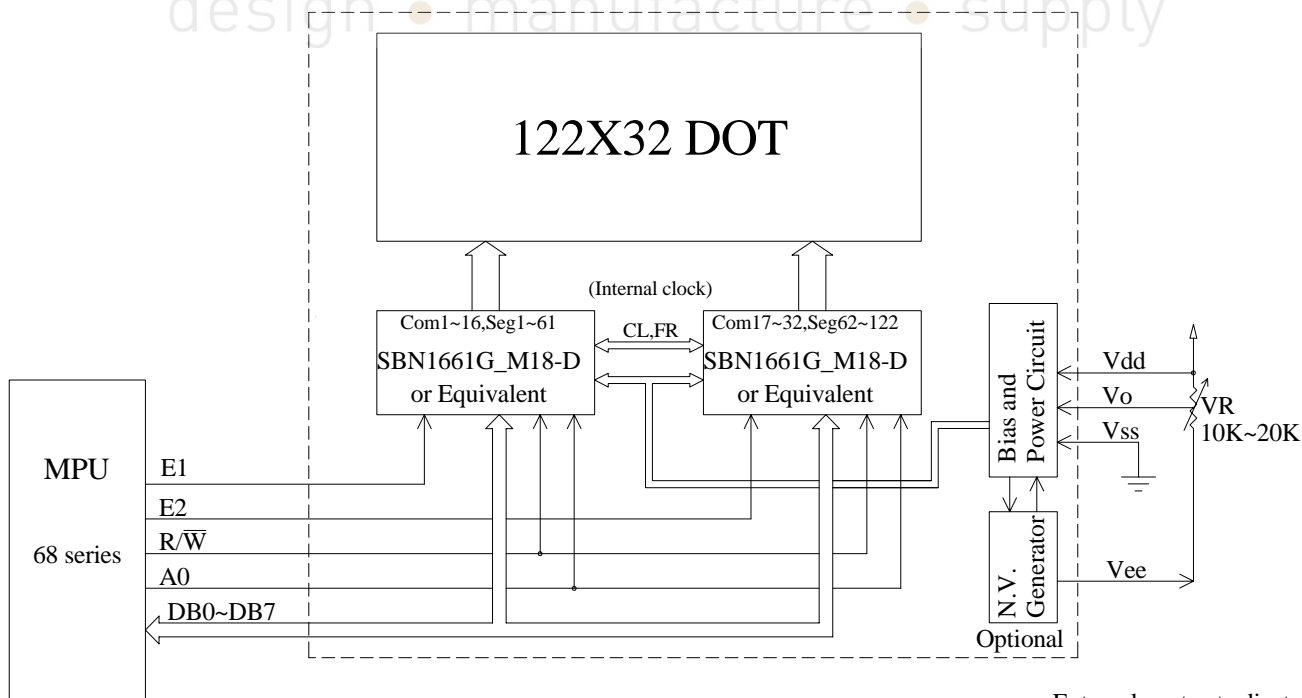 design • manufacture • supply
122X32 DOT
(Internal clock)
Com1~16,Seg1~61
SBN1661G_M18-D
or Equivalent
CL,FR
Com17~32,Seg62~122
SBN1661G_M18-D
or Equivalent
Bias and
Power Circuit
Vdd
Vo
Vss
VR
10K~20K
MPU
68 series
E1
E2
R/W̅
A0
DB0~DB7
N.V.
Generator
Optional
Vee